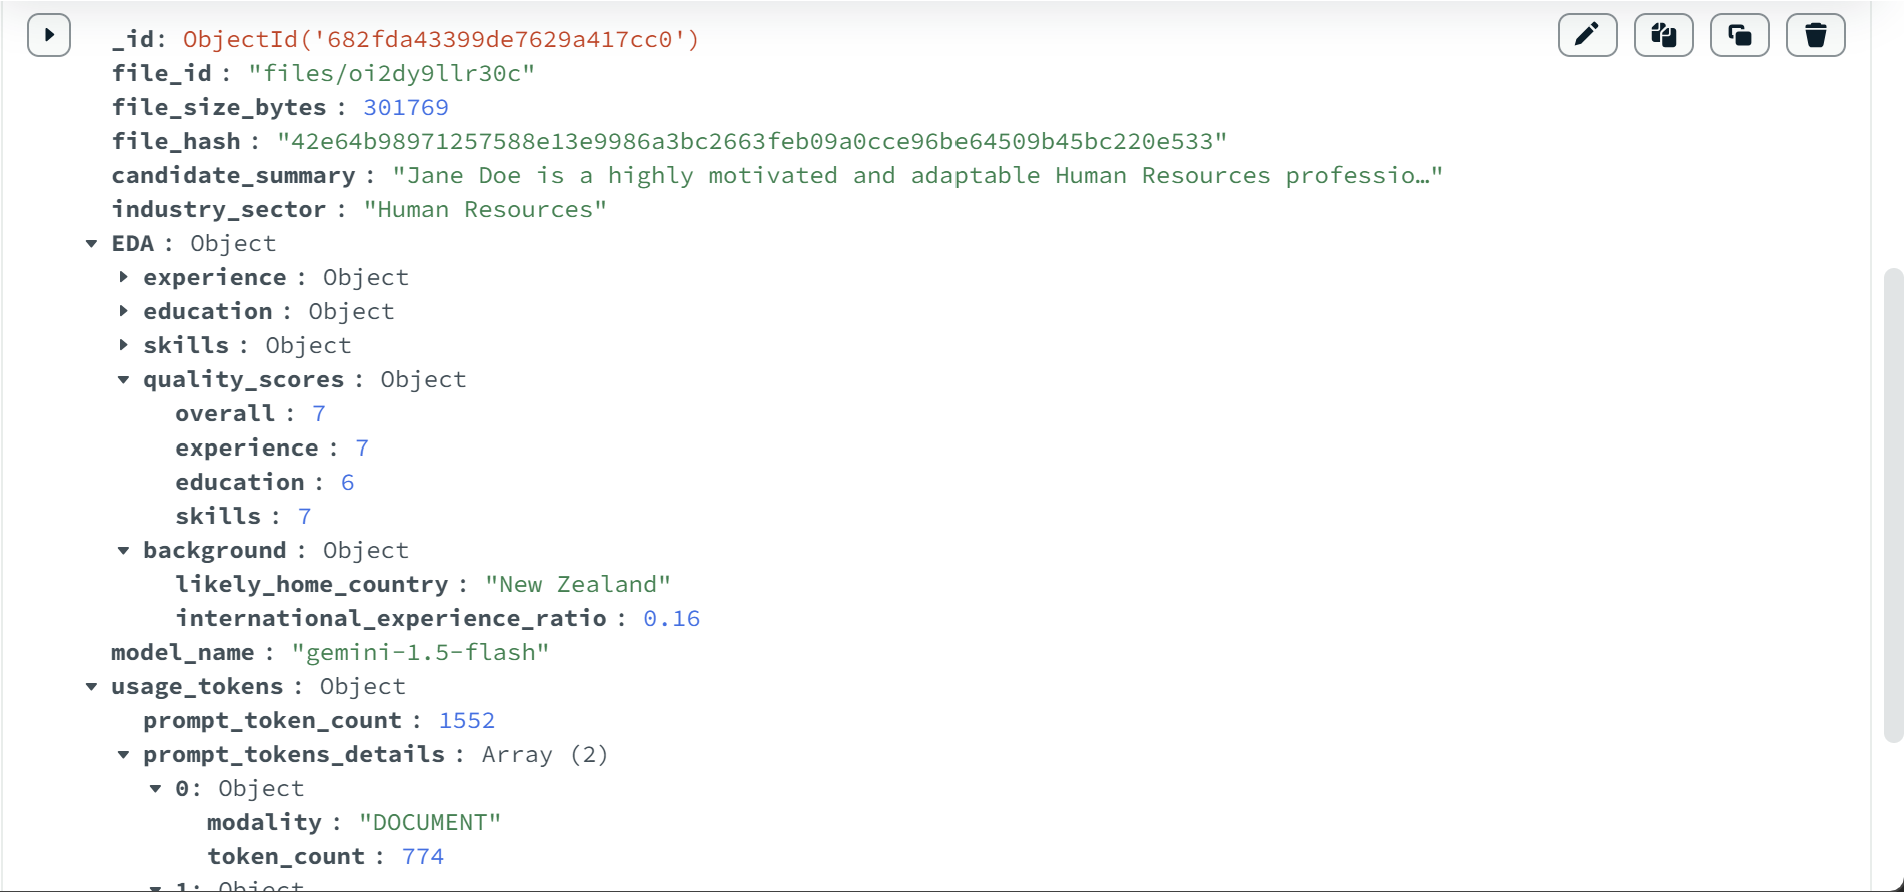 _id: ObjectId('682fda43399de7629a417cc0')
file_id : "files/oi2dy9llr30c"
file_size_bytes : 301769
file_hash : "42e64b98971257588e13e9986a3bc2663feb09a0cce96be64509b45bc220e533"
candidate_summary : "Jane Doe is a highly motivated and adaptable Human Resources professio…"
industry_sector : "Human Resources"
EDA : Object
experience : Object
education : Object
skills : Object
quality_scores : Object
overall : 7
experience : 7
education : 6
skills : 7
background : Object
likely_home_country : "New Zealand"
international_experience_ratio : 0.16
model_name : "gemini-1.5-flash"
usage_tokens : Object
prompt_token_count : 1552
prompt_tokens_details : Array (2)
0: Object
modality : "DOCUMENT"
token_count : 774
1: Object